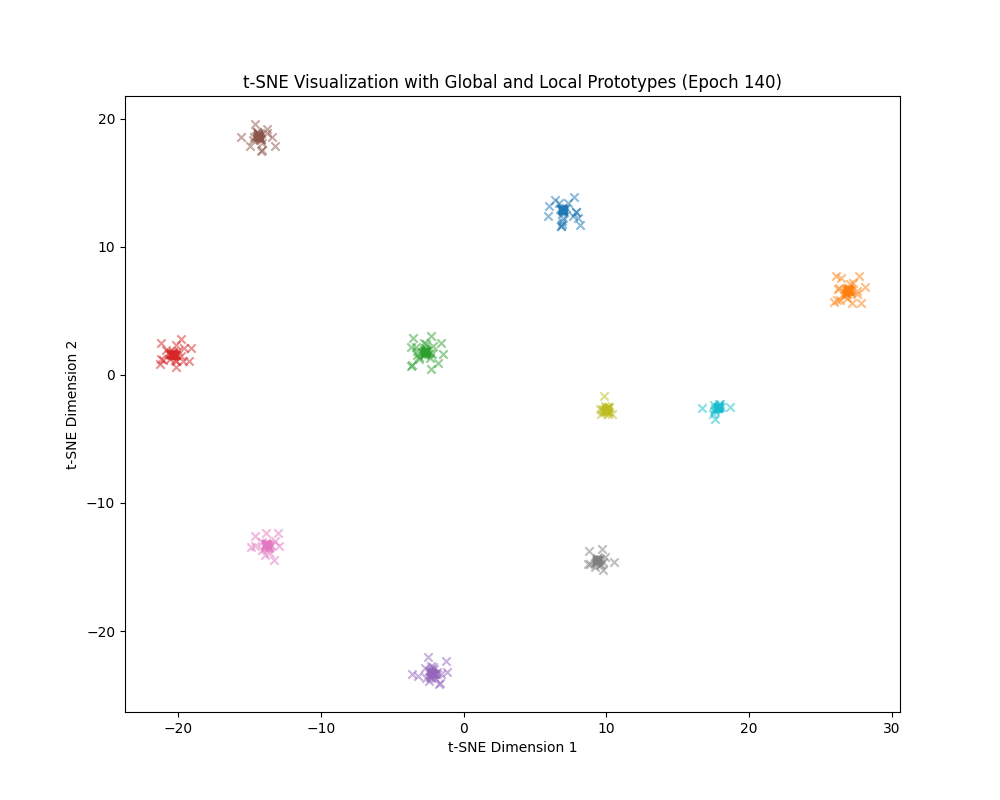 t-SNE Visualization with Global and Local Prototypes (Epoch 140)
20
10
0
−10
−20
t-SNE Dimension 2
−20 −10 0 10 20 30
t-SNE Dimension 1